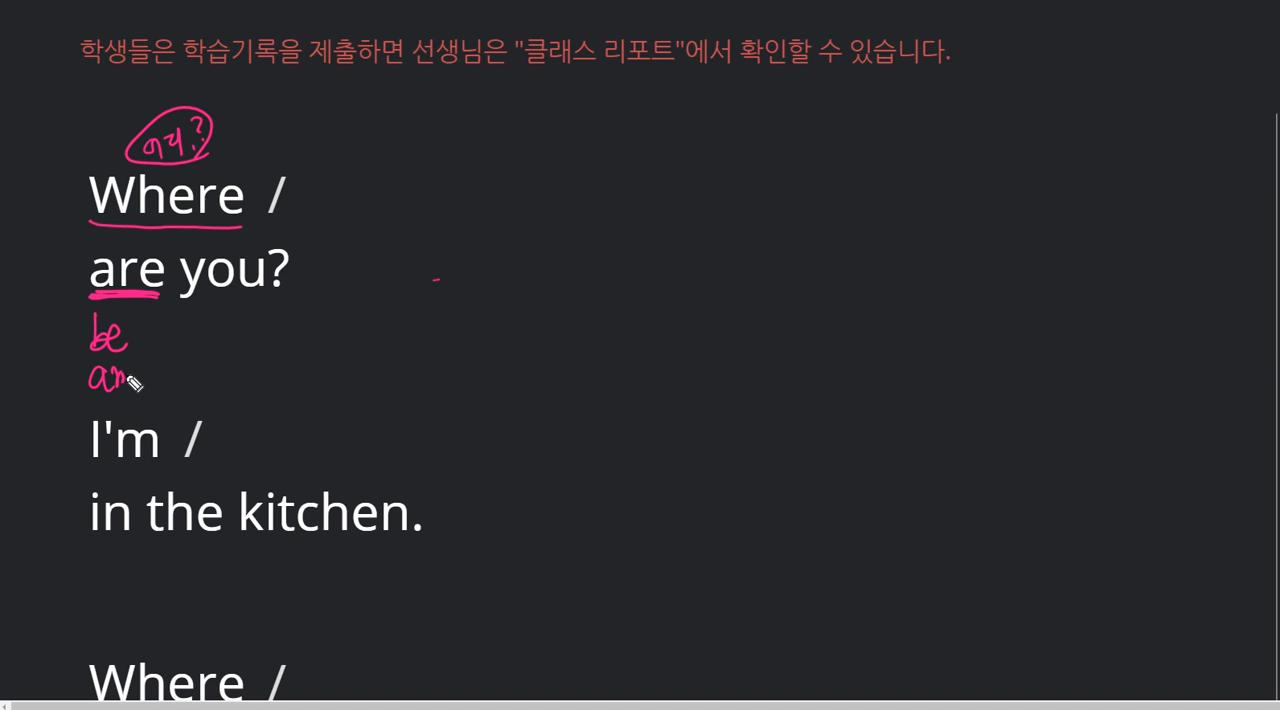 학생들은 학습기록을 제출하면 선생님은 "클래스 리포트"에서 확인할 수 있습니다.
어디?
Where /
are you?
be
am
I'm /
in the kitchen.
Where /